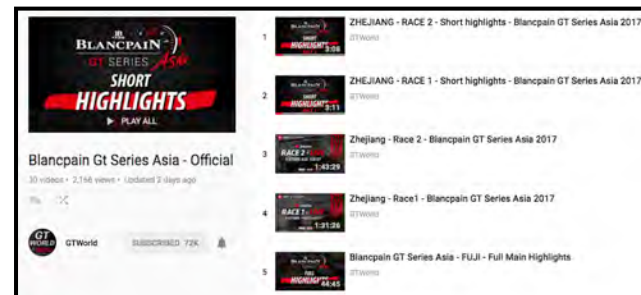 BLANCPAIN
GT SERIES Asia
SHORT
HIGHLIGHTS
PLAY ALL
Blancpain Gt Series Asia - Official
30 videos • 2,166 views • Updated 2 days ago
GT
WORLD
GTWorld
SUBSCRIBED 72K
1
SHORT
HIGHLIGHTS
3:06
ZHEJIANG - RACE 2 - Short highlights - Blancpain GT Series Asia 2017
GTWorld
2
SHORT
HIGHLIGHTS
3:11
ZHEJIANG - RACE 1 - Short highlights - Blancpain GT Series Asia 2017
GTWorld
3
RACE 2
1:43:29
Zhejiang - Race 2 - Blancpain GT Series Asia 2017
GTWorld
4
RACE 1
1:31:26
Zhejiang - Race1 - Blancpain GT Series Asia 2017
GTWorld
5
FULL
HIGHLIGHTS
44:45
Blancpain GT Series Asia - FUJI - Full Main Highlights
GTWorld